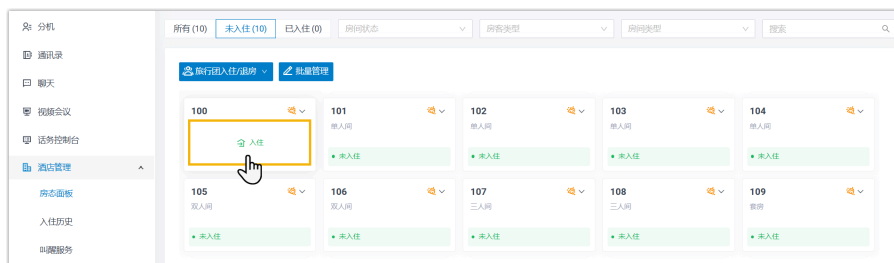 分机
通讯录
聊天
视频会议
话务控制台
酒店管理
房态面板
入住历史
叫醒服务
所有 (10) 未入住 (10) 已入住 (0) 房间状态 房客类型 房间类型 搜索
旅行团入住/退房 批量管理
100 101 102 103 104
单人间 单人间 单人间 单人间
入住
未入住 未入住 未入住 未入住
105 106 107 108 109
双人间 双人间 三人间 三人间 套房
未入住 未入住 未入住 未入住 未入住